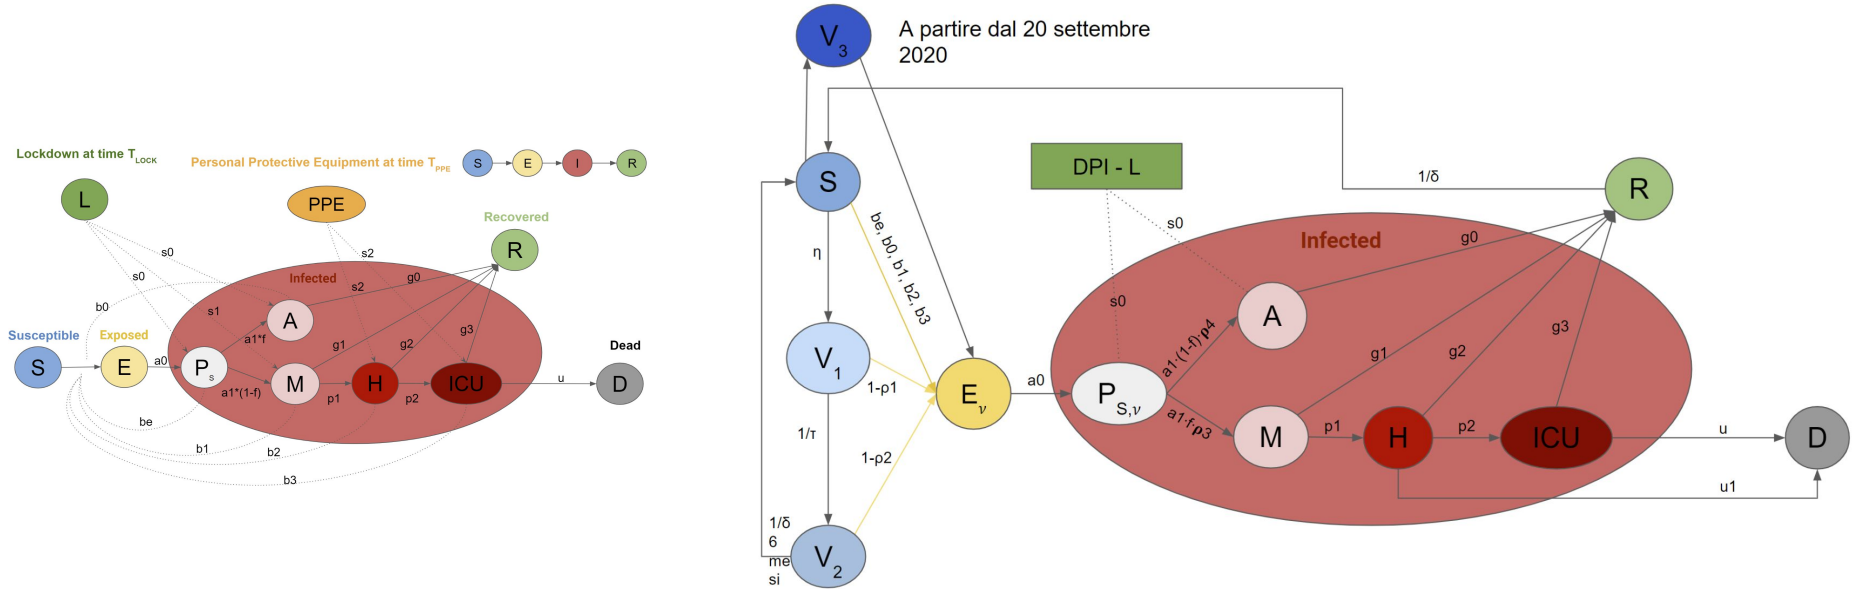 Lockdown at time TLOCK
Personal Protective Equipment at time TPPE
S
E
I
R
L
PPE
Recovered
R
s0
s2
s0
Infected
s2
g0
b0
s1
A
g3
Susceptible
Exposed
a1*f
g1
g2
Dead
S
E
a0
Ps
M
H
ICU
u
D
a1*(1-f)
p1
p2
be
b1
b2
b3
V3
A partire dal 20 settembre
2020
S
DPI - L
1/δ
R
s0
be, b0, b1, b2, b3
Infected
g0
η
s0
A
g3
V1
a1·(1-f)·ρ4
g1
g2
1-ρ1
Eν
a0
PS,ν
a1·f·ρ3
M
p1
H
p2
ICU
u
D
1/τ
1-ρ2
u1
1/δ
6
me
si
V2